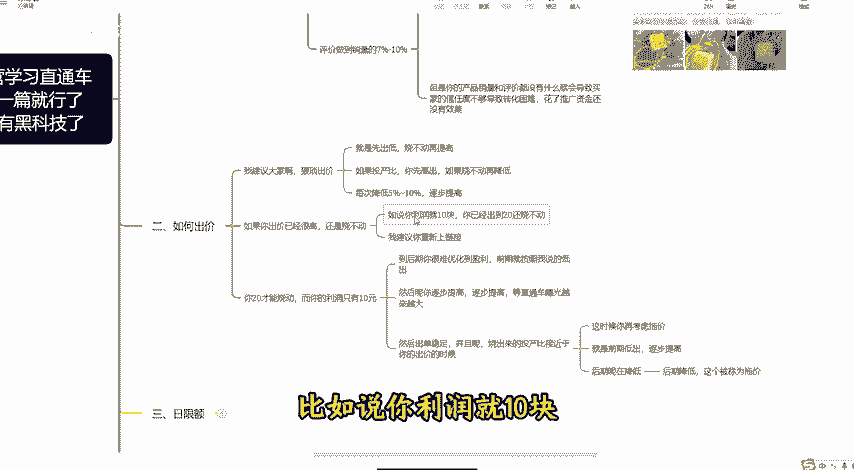 评价做到销量的7%-10%
但是你的产品销量和评价都没有什么就会导致买
家的信任度不够导致转化困难，花了推广资金还
没有效果
营学习直通车
一篇就行了
有黑科技了
二、如何出价
我建议大家啊，狠琐出价
就是先出低，烧不动再提高
如果投产比，你先高出，如果烧不动再降低
每次降低5%~10%，逐步提高
如果你出价已经很高，还是烧不动
如说你利润就10块，你已经出到20还烧不动
我建议你重新上链接
你20才能烧动，而你的利润只有10元
到后期你很难优化到盈利，前期就按照我说的低
出
然后呢你逐步提高，逐步提高，等直通车曝光越
来越大
然后出单稳定，并且呢，烧出来的投产比接近于
你的出价的时候
这时候你再考虑拖价
就是前期低出，逐步提高
后期呢在降低
后期降低，这个被称为拖价
三、日限额
比如说你利润就10块